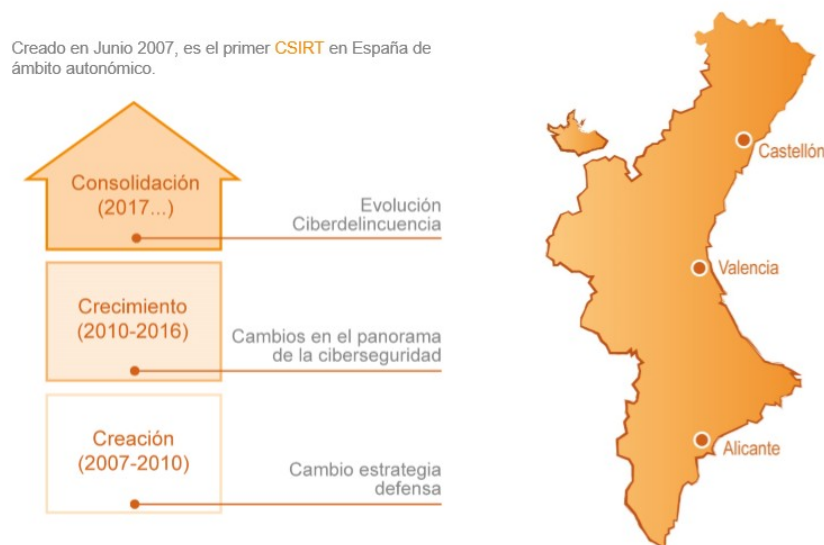 Creado en Junio 2007, es el primer CSIRT en España de
ámbito autonómico.
Consolidación
(2017...)
Evolución
Ciberdelincuencia
Crecimiento
(2010-2016)
Cambios en el panorama
de la ciberseguridad
Creación
(2007-2010)
Cambio estrategia
defensa
Castellón
Valencia
Alicante